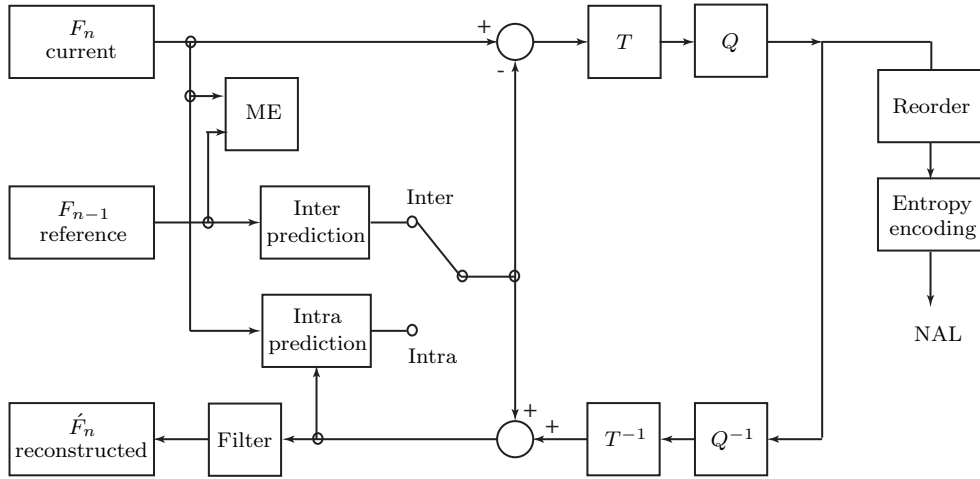 F_n
current
+
-
T
Q
ME
Reorder
F_{n−1}
reference
Inter
prediction
Inter
Entropy
encoding
Intra
prediction
Intra
NAL
F́_n
reconstructed
Filter
+
+
T^{−1}
Q^{−1}